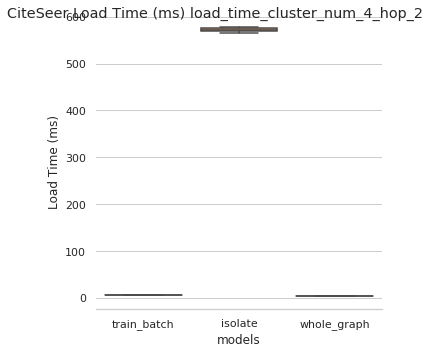 CiteSeer Load Time (ms) load_time_cluster_num_4_hop_2
600
500
400
300
200
100
0
Load Time (ms)
train_batch isolate whole_graph
models